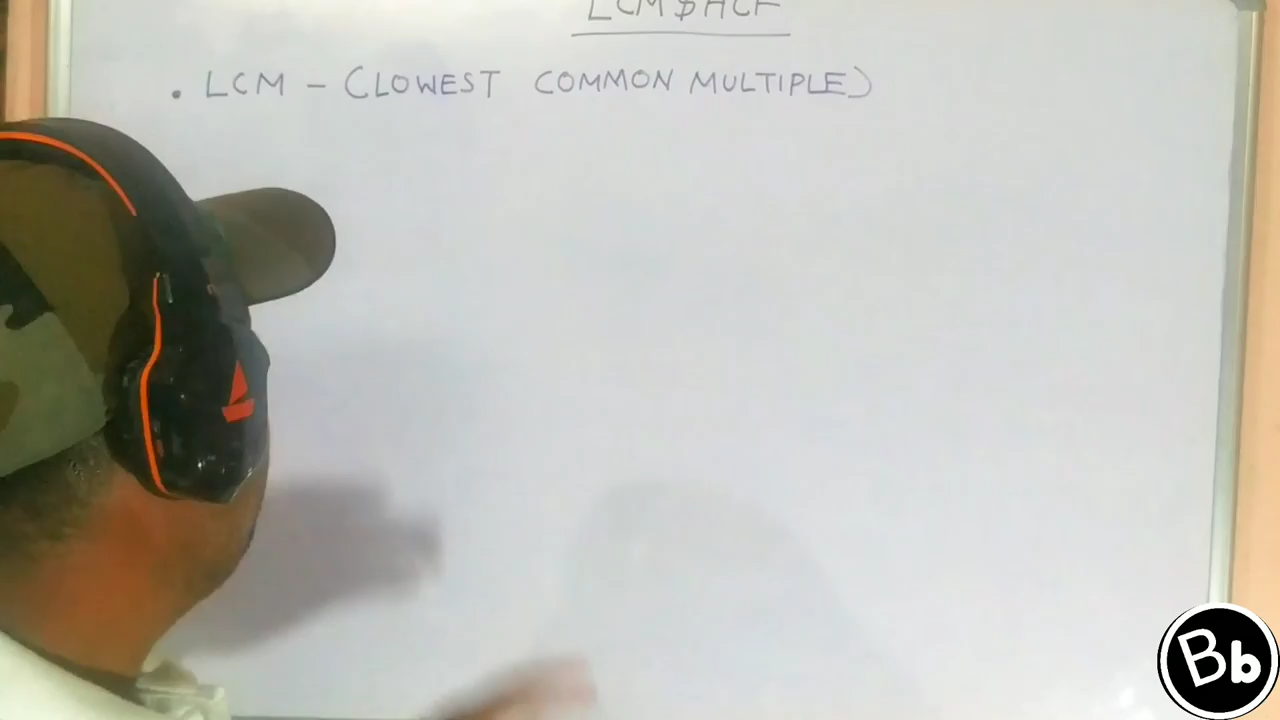 LCM $ HCF
. LCM - (LOWEST COMMON MULTIPLE)
Bb